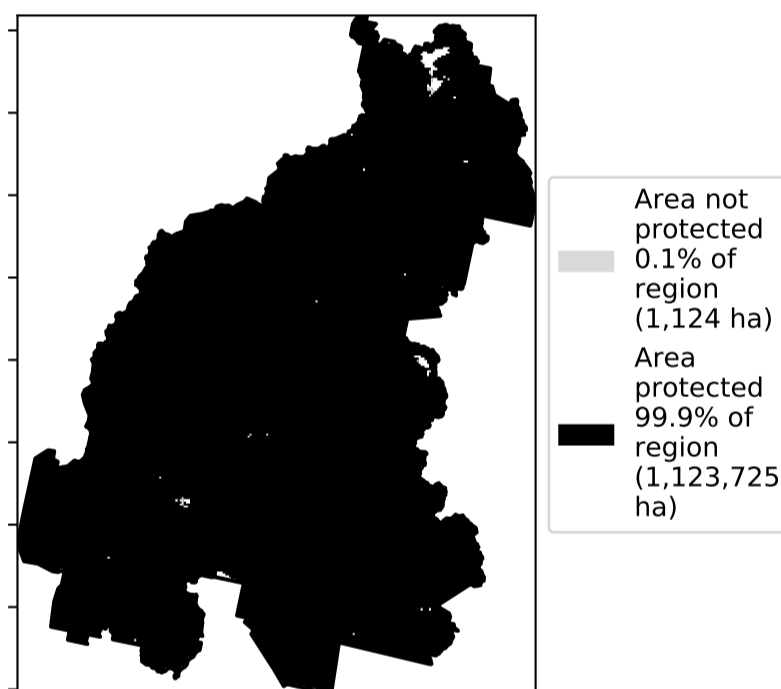 Area not
protected
0.1% of
region
(1,124 ha)
Area
protected
99.9% of
region
(1,123,725
ha)